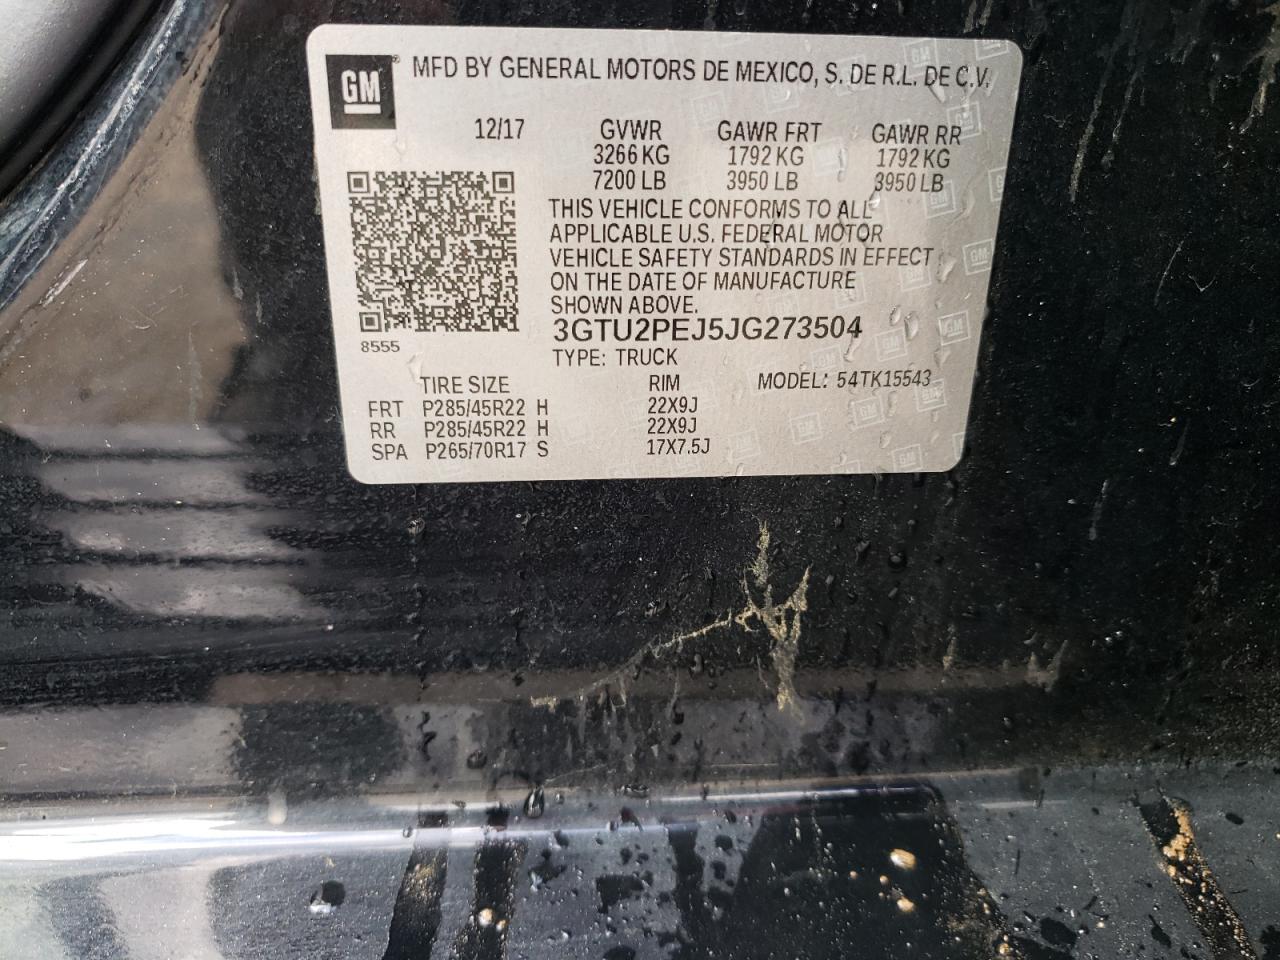 GM
MFD BY GENERAL MOTORS DE MEXICO, S. DE R.L. DE C.V.
12/17 GVWR GAWR FRT GAWR RR
3266 KG 1792 KG 1792 KG
7200 LB 3950 LB 3950 LB
THIS VEHICLE CONFORMS TO ALL
APPLICABLE U.S. FEDERAL MOTOR
VEHICLE SAFETY STANDARDS IN EFFECT
ON THE DATE OF MANUFACTURE
SHOWN ABOVE.
3GTU2PEJ5JG273504
8555
TYPE: TRUCK
TIRE SIZE RIM MODEL: 54TK15543
FRT P285/45R22 H 22X9J
RR P285/45R22 H 22X9J
SPA P265/70R17 S 17X7.5J